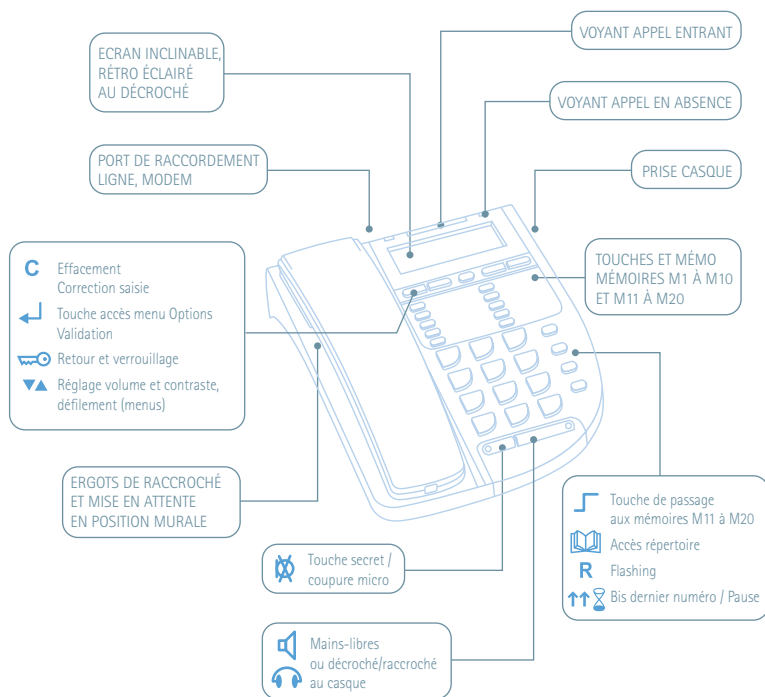 ECRAN INCLINABLE,
RÉTRO ÉCLAIRÉ
AU DÉCROCHÉ
VOYANT APPEL ENTRANT
VOYANT APPEL EN ABSENCE
PORT DE RACCORDEMENT
LIGNE, MODEM
PRISE CASQUE
TOUCHES ET MÉMO
MÉMOIRES M1 À M10
ET M11 À M20
C Effacement
Correction saisie
Touche accès menu Options
Validation
Retour et verrouillage
Réglage volume et contraste,
défilement (menus)
ERGOTS DE RACCROCHÉ
ET MISE EN ATTENTE
EN POSITION MURALE
Touche de passage
aux mémoires M11 à M20
Accès répertoire
R Flashing
Bis dernier numéro / Pause
Touche secret /
coupure micro
Mains-libres
ou décroché/raccroché
au casque